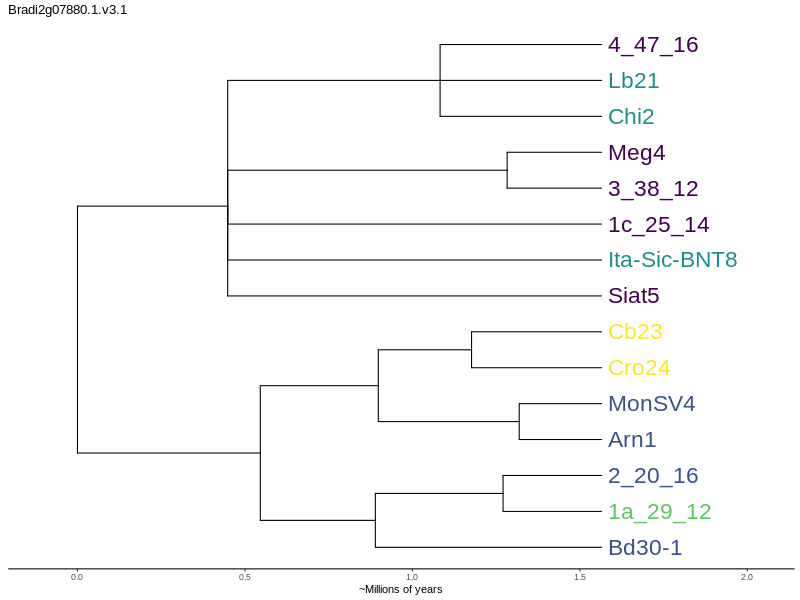 Bradi2g07880.1.v3.1
4_47_16
Lb21
Chi2
Meg4
3_38_12
1c_25_14
Ita-Sic-BNT8
Siat5
Cb23
Cro24
MonSV4
Arn1
2_20_16
1a_29_12
Bd30-1
0.0 0.5 1.0 1.5 2.0
~Millions of years